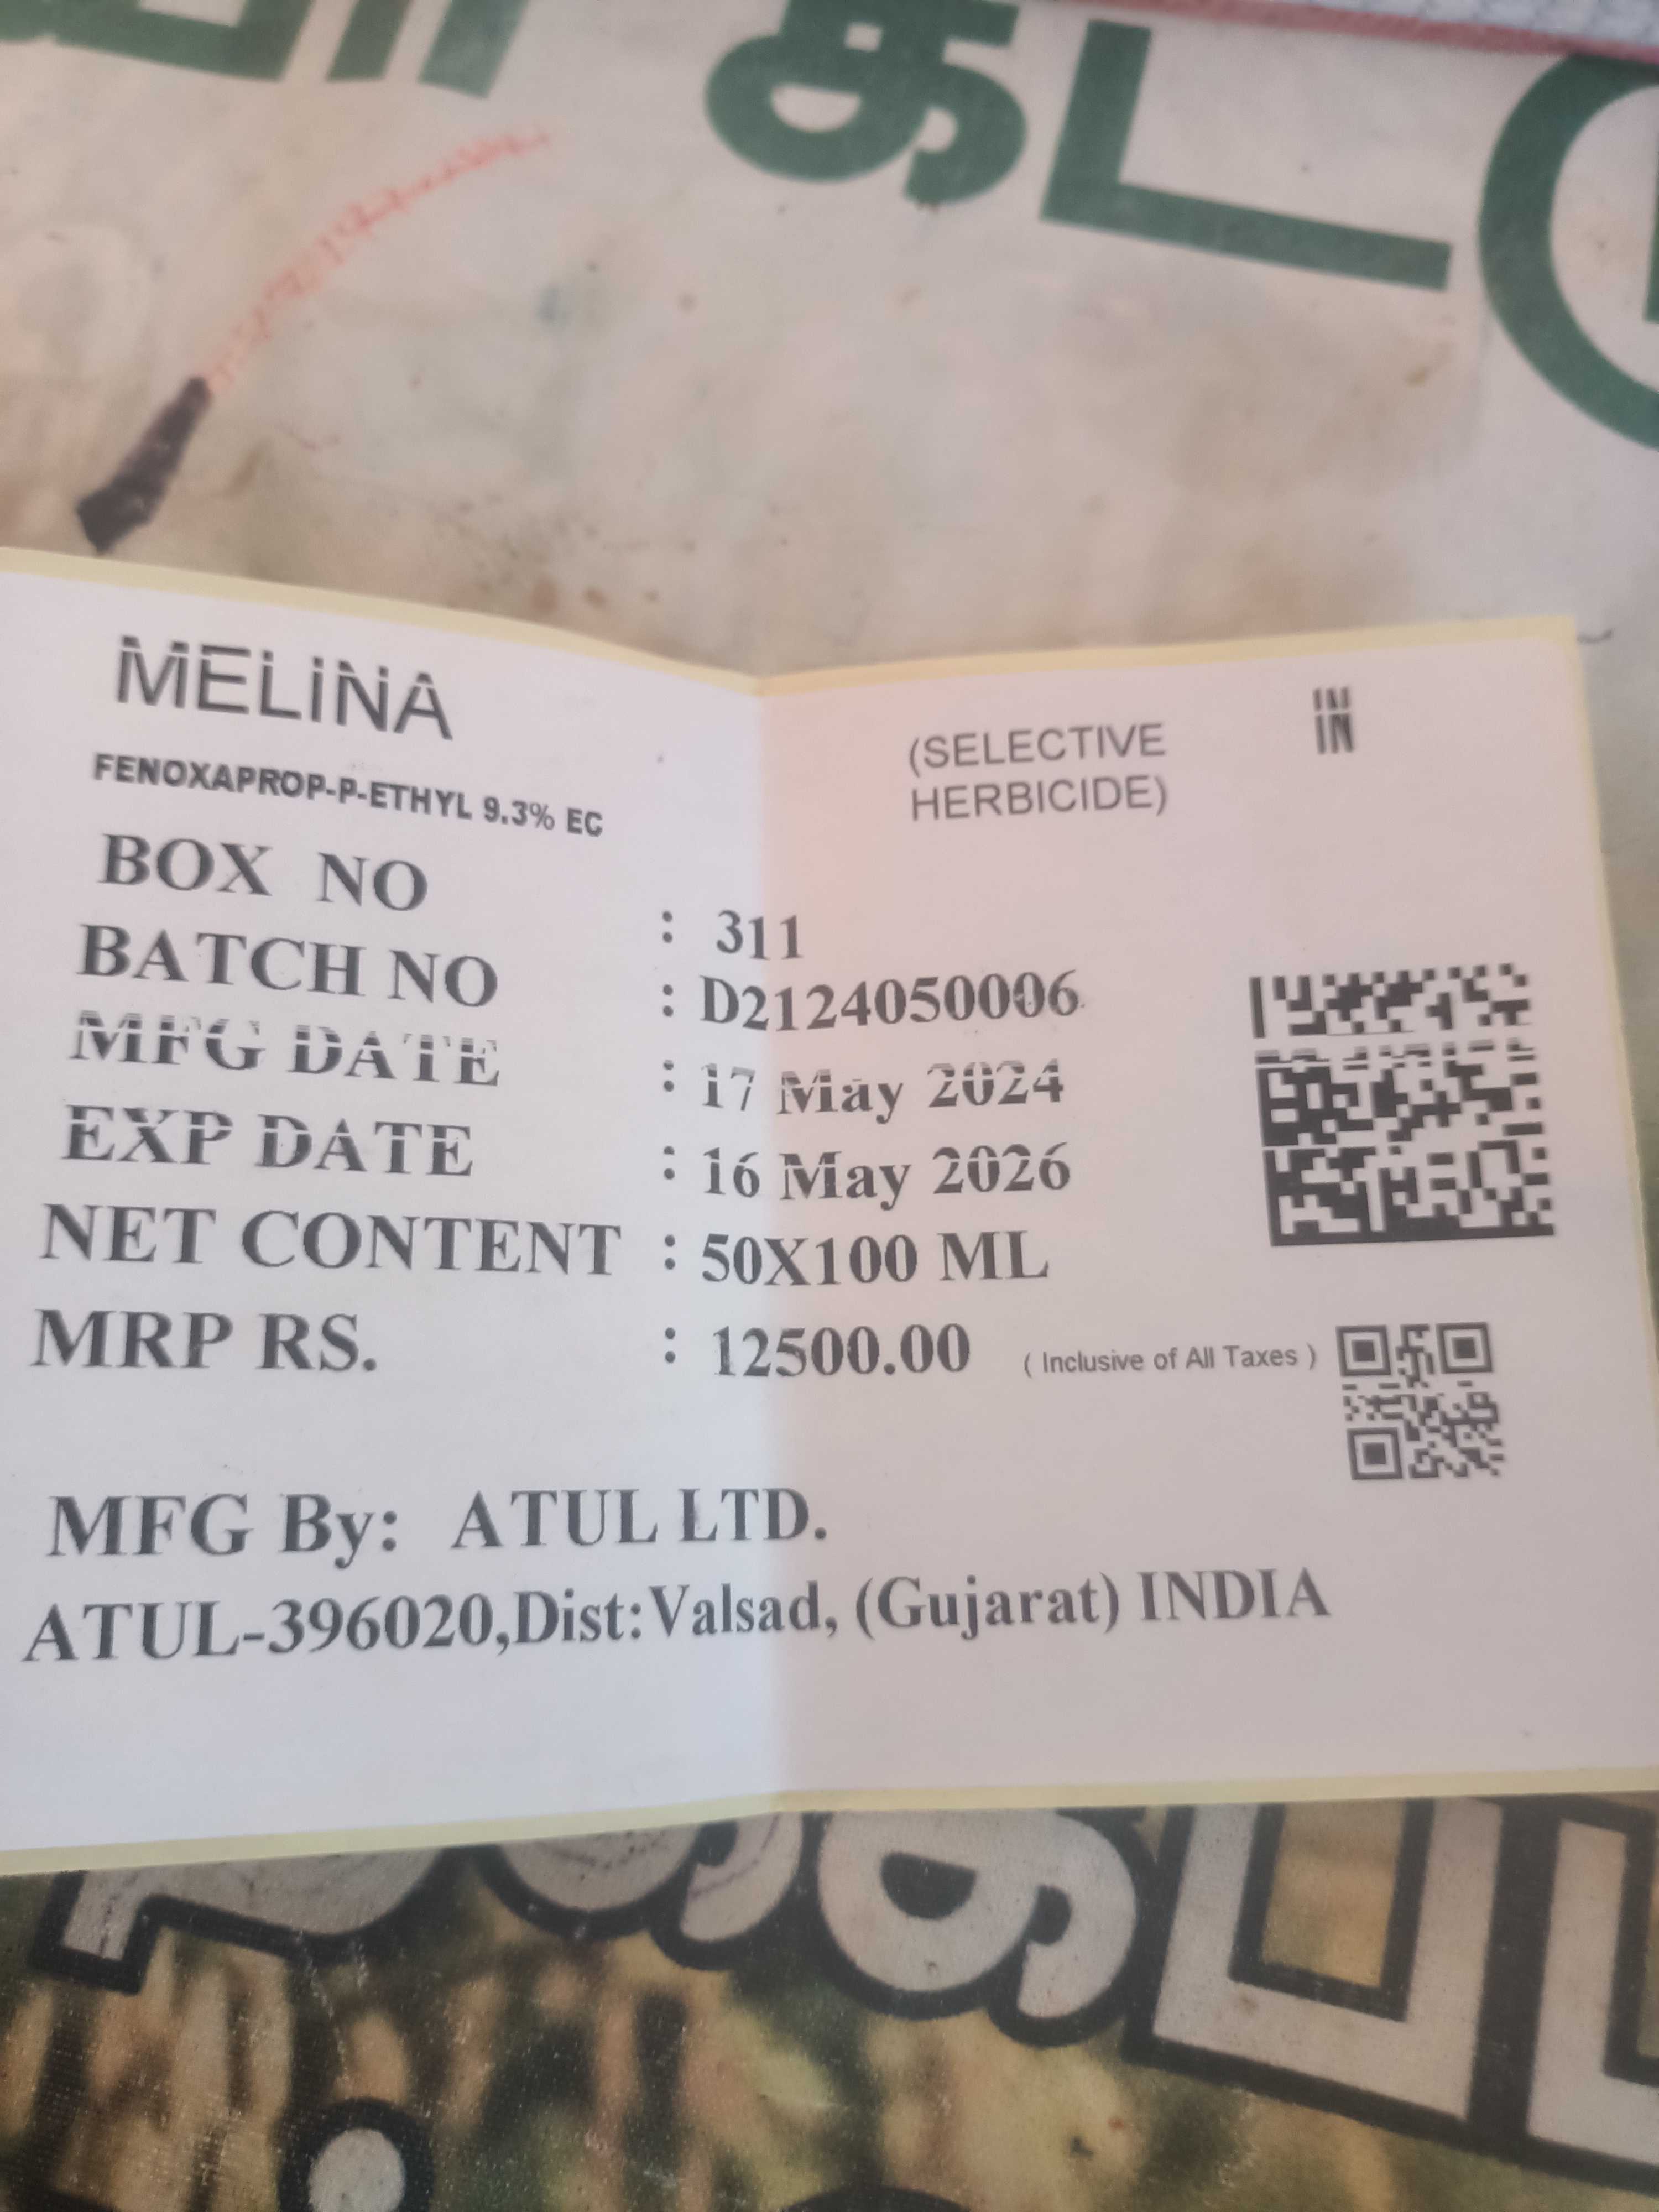 கட்
MELINA
FENOXAPROP-P-ETHYL 9.3% EC
(SELECTIVE
HERBICIDE)
IN
BOX NO : 311
BATCH NO : D2124050006
MFG DATE : 17 May 2024
EXP DATE : 16 May 2026
NET CONTENT : 50X100 ML
MRP RS. : 12500.00 ( Inclusive of All Taxes )
MFG By: ATUL LTD.
ATUL-396020,Dist:Valsad, (Gujarat) INDIA